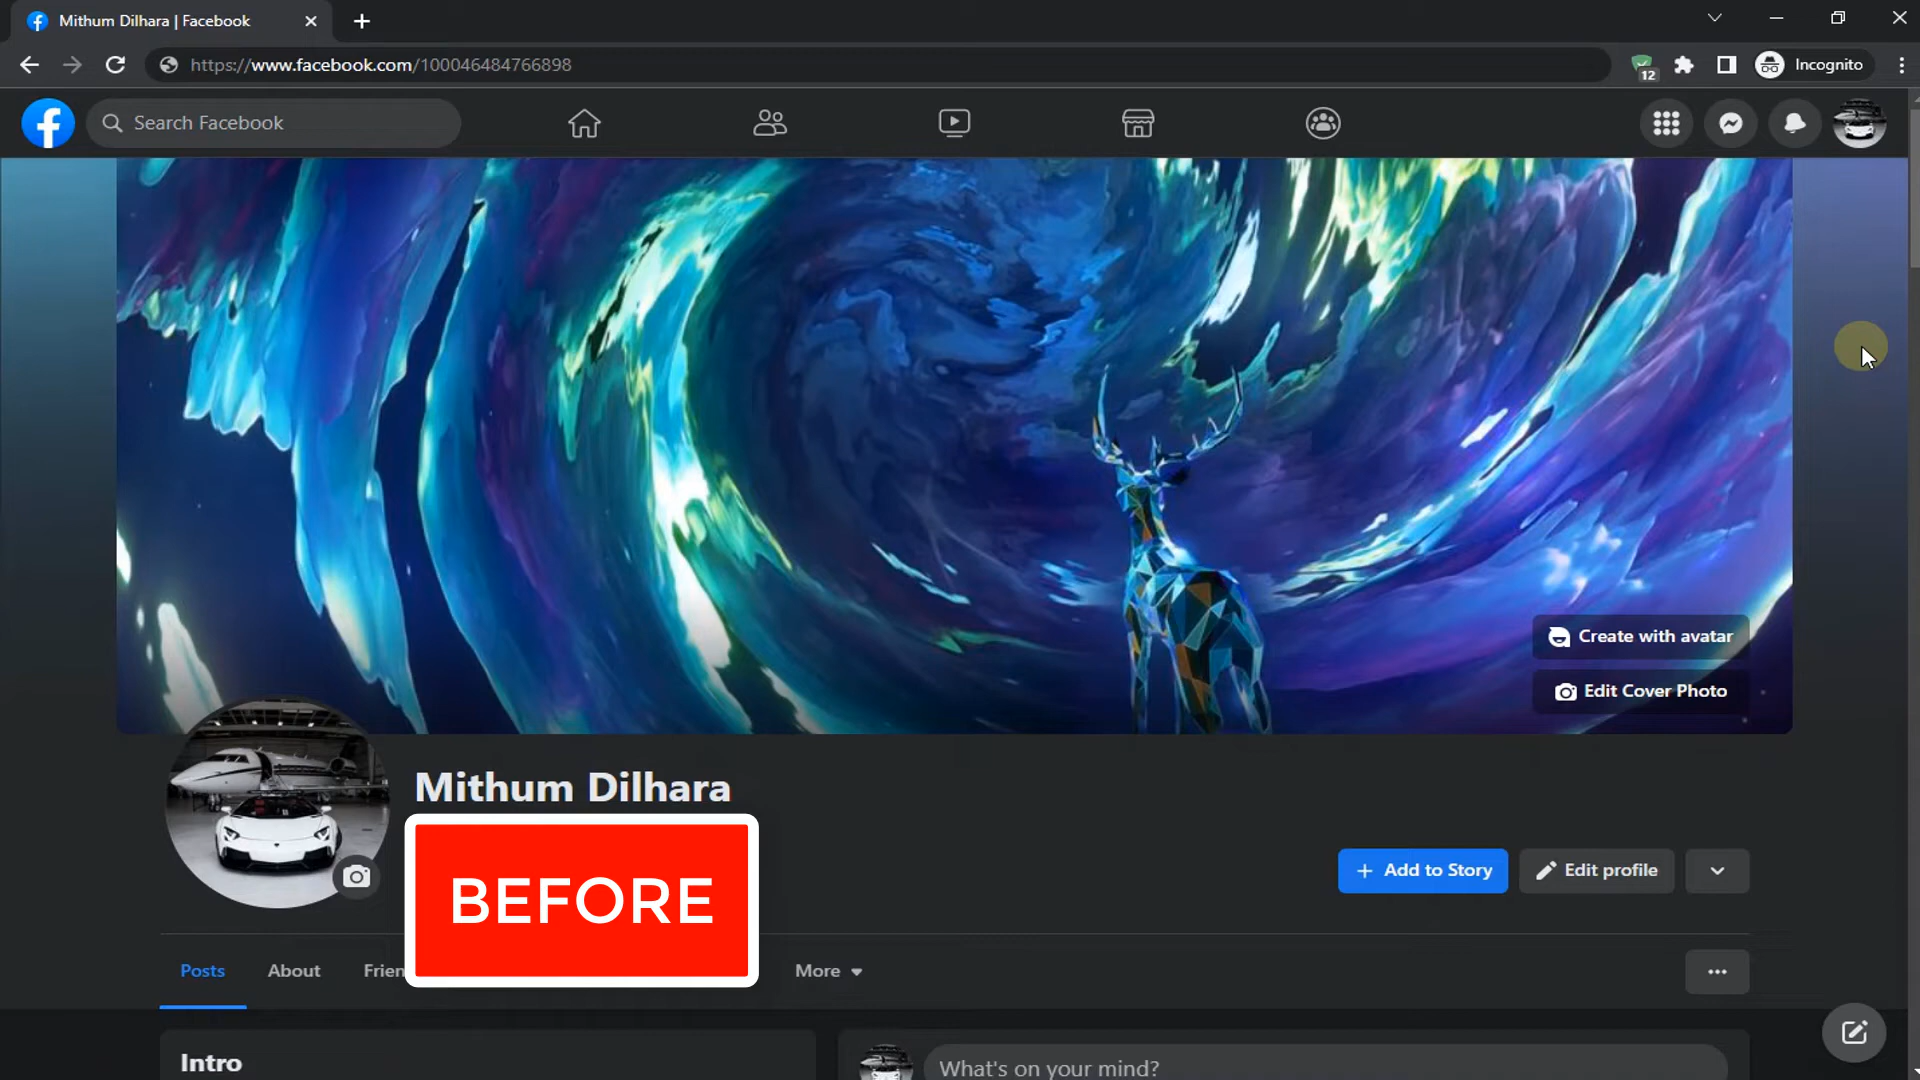 Mithum Dilhara | Facebook
https://www.facebook.com/100046484766898
12
Incognito
Search Facebook
Create with avatar
Edit Cover Photo
Mithum Dilhara
BEFORE
+ Add to Story
Edit profile
Posts
About
Frien
More
Intro
What's on your mind?